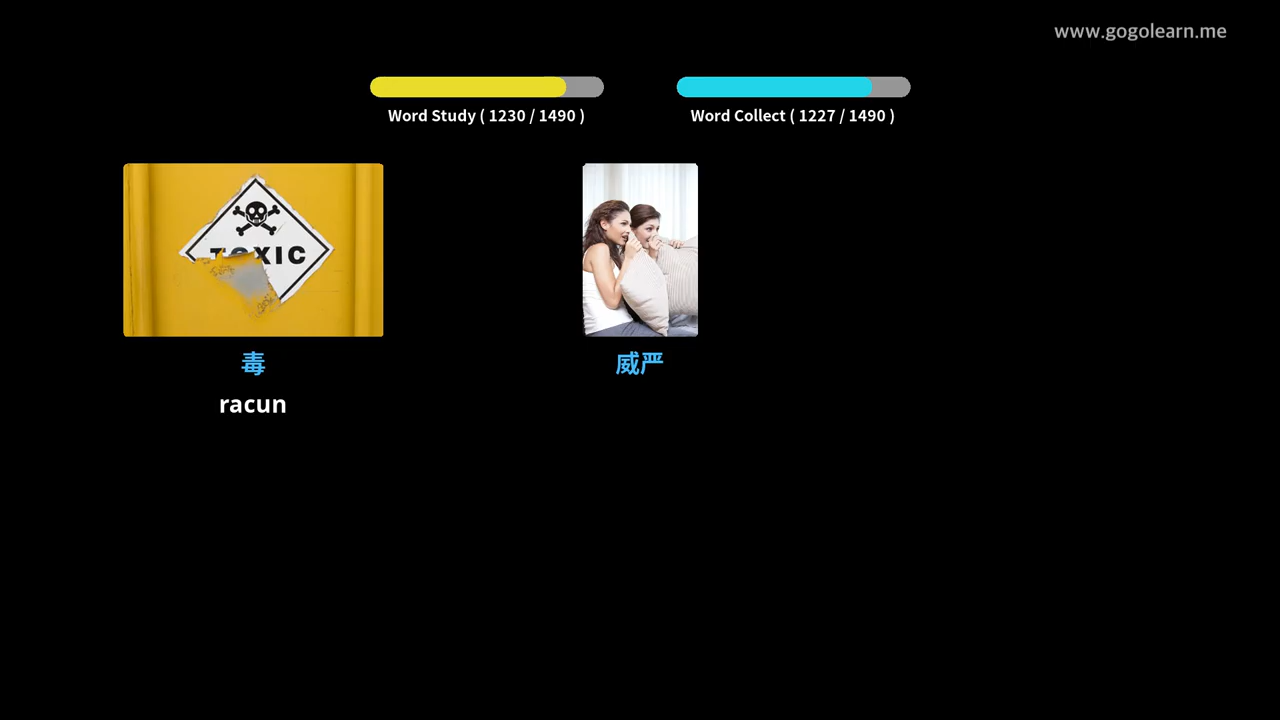 www.gogolearn.me
Word Study ( 1230 / 1490 )
Word Collect ( 1227 / 1490 )
TOXIC
毒
racun
威严